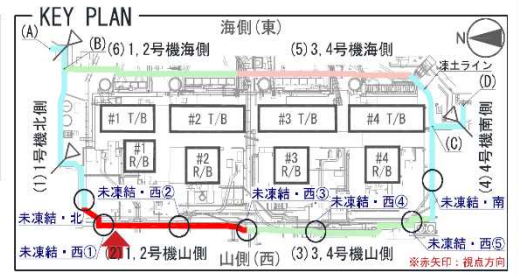 KEY PLAN
海側(東)
(A)
(B)
(6)1,2号機海側
(5)3,4号機海側
N
凍土ライン
(D)
#1 T/B
#2 T/B
#3 T/B
#4 T/B
(1)1号機北側
#1
R/B
#2
R/B
#3
R/B
#4
R/B
(C)
(4)4号機南側
未凍結・西②
未凍結・西③
未凍結・西④
未凍結・北
未凍結・南
未凍結・西①
(2)1,2号機山側
山側(西)
(3)3,4号機山側
未凍結・西⑤
※赤矢印：視点方向